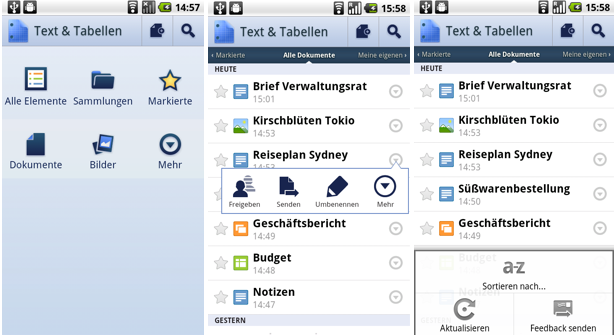 14:57
Text & Tabellen
Alle Elemente
Sammlungen
Markierte
Dokumente
Bilder
Mehr
15:58
Text & Tabellen
‹ Markierte
Alle Dokumente
Meine eigenen ›
HEUTE
Brief Verwaltungsrat
15:01
Kirschblüten Tokio
14:53
Reiseplan Sydney
14:53
Freigeben
Senden
Umbenennen
Mehr
Geschäftsbericht
14:49
Budget
14:48
Notizen
14:47
GESTERN
15:58
Text & Tabellen
‹ Markierte
Alle Dokumente
Meine eigenen ›
HEUTE
Brief Verwaltungsrat
15:01
Kirschblüten Tokio
14:53
Reiseplan Sydney
14:53
Süßwarenbestellung
14:50
Geschäftsbericht
14:49
Budget
a-z
Sortieren nach...
Notizen
Aktualisieren
Feedback senden